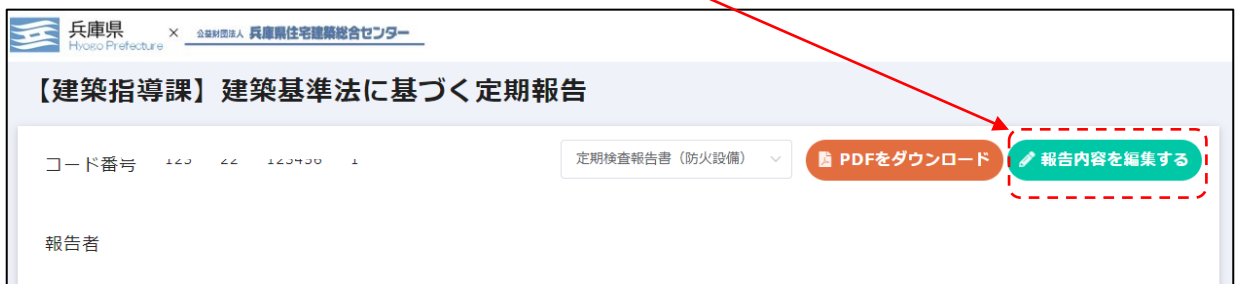 兵庫県
Hyogo Prefecture
×
公益財団法人 兵庫県住宅建築総合センター
【建築指導課】建築基準法に基づく定期報告
コード番号 123 22 123456 1
定期検査報告書（防火設備）
PDFをダウンロード
報告内容を編集する
報告者